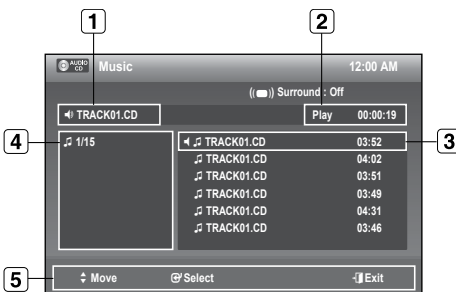 1 2
AUDIO CD Music 12:00 AM
Surround : Off
TRACK01.CD Play 00:00:19
4 1/15 TRACK01.CD 03:52 3
TRACK01.CD 04:02
TRACK01.CD 03:51
TRACK01.CD 03:49
TRACK01.CD 04:31
TRACK01.CD 03:46
5 Move Select Exit